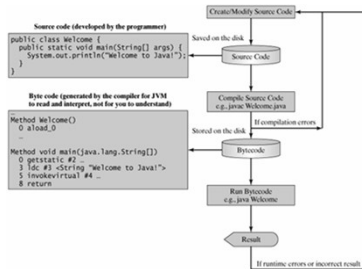 Source code (developed by the programmer)
public class Welcome {
public static void main(String[] args) {
System.out.println("Welcome to Java!");
}
}
Byte code (generated by the compiler for JVM
to read and interpret, not for you to understand)
…
Method Welcome()
0 aload_0
…
Method void main(java.lang.String[])
0 getstatic #2 …
3 ldc #3 <String "Welcome to Java!">
5 invokevirtual #4 …
8 return
Create/Modify Source Code
Saved on the disk
Source Code
Compile Source Code
e.g., javac Welcome.java
If compilation errors
Stored on the disk
Bytecode
Run Bytecode
e.g., java Welcome
Result
If runtime errors or incorrect result